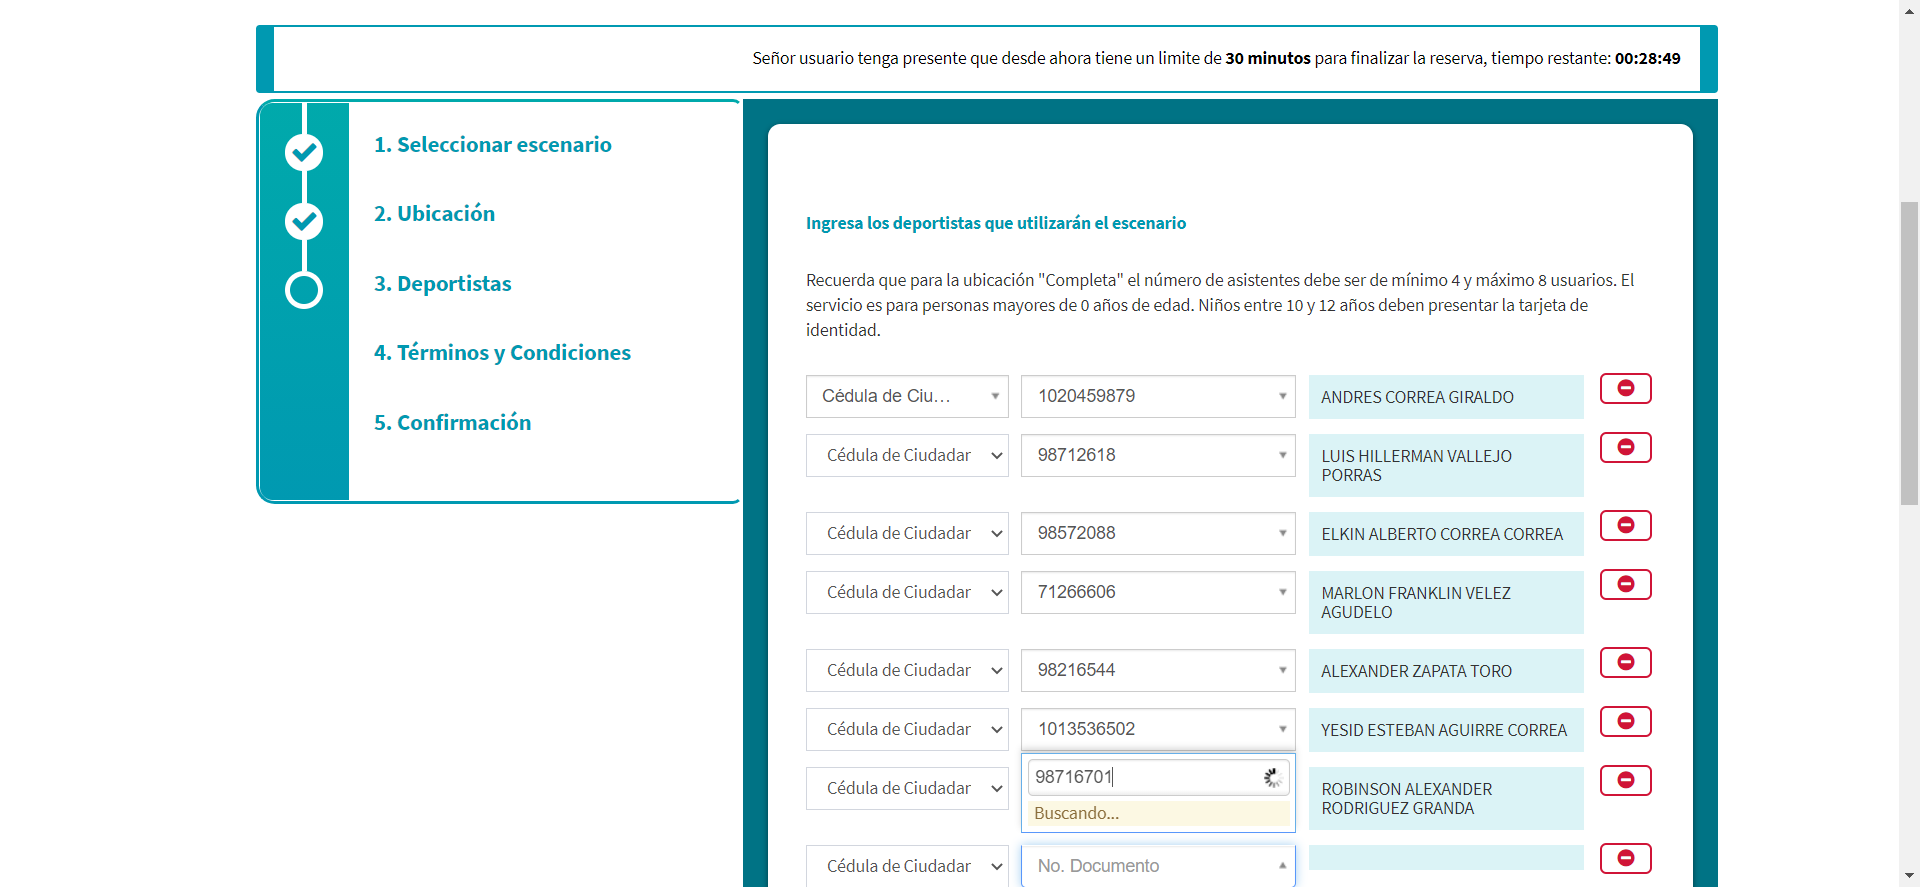 Señor usuario tenga presente que desde ahora tiene un limite de 30 minutos para finalizar la reserva, tiempo restante: 00:28:49
1. Seleccionar escenario
2. Ubicación
3. Deportistas
4. Términos y Condiciones
5. Confirmación
Ingresa los deportistas que utilizarán el escenario
Recuerda que para la ubicación "Completa" el número de asistentes debe ser de mínimo 4 y máximo 8 usuarios. El
servicio es para personas mayores de 0 años de edad. Niños entre 10 y 12 años deben presentar la tarjeta de
identidad.
Cédula de Ciu... 1020459879 ANDRES CORREA GIRALDO
Cédula de Ciudadar 98712618 LUIS HILLERMAN VALLEJO
PORRAS
Cédula de Ciudadar 98572088 ELKIN ALBERTO CORREA CORREA
Cédula de Ciudadar 71266606 MARLON FRANKLIN VELEZ
AGUDELO
Cédula de Ciudadar 98216544 ALEXANDER ZAPATA TORO
Cédula de Ciudadar 1013536502 YESID ESTEBAN AGUIRRE CORREA
98716701
Cédula de Ciudadar ROBINSON ALEXANDER
RODRIGUEZ GRANDA
Buscando...
Cédula de Ciudadar No. Documento